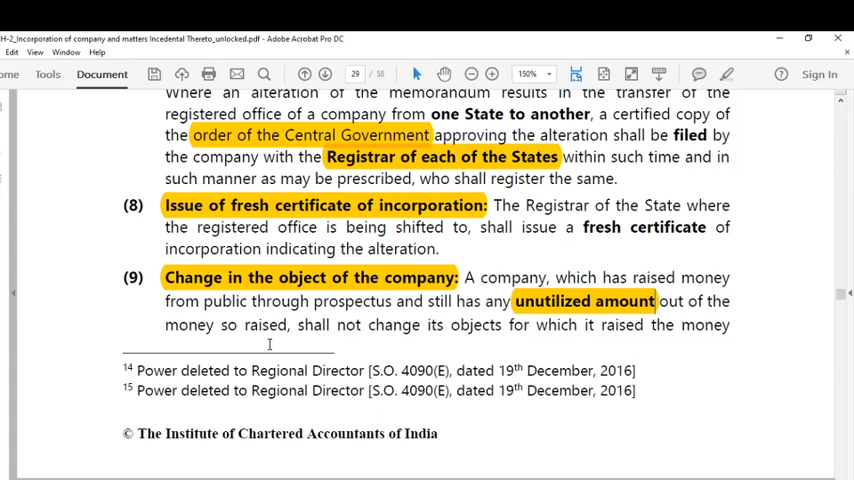 H-2_Incorporation of company and matters Incedental Thereto_unlocked.pdf - Adobe Acrobat Pro DC
Edit View Window Help
ome Tools Document 29 / 58 150% Sign In
Where an alteration of the memorandum results in the transfer of the
registered office of a company from one State to another, a certified copy of
the order of the Central Government approving the alteration shall be filed by
the company with the Registrar of each of the States within such time and in
such manner as may be prescribed, who shall register the same.
(8) Issue of fresh certificate of incorporation: The Registrar of the State where
the registered office is being shifted to, shall issue a fresh certificate of
incorporation indicating the alteration.
(9) Change in the object of the company: A company, which has raised money
from public through prospectus and still has any unutilized amount out of the
money so raised, shall not change its objects for which it raised the money
14 Power deleted to Regional Director [S.O. 4090(E), dated 19th December, 2016]
15 Power deleted to Regional Director [S.O. 4090(E), dated 19th December, 2016]
© The Institute of Chartered Accountants of India